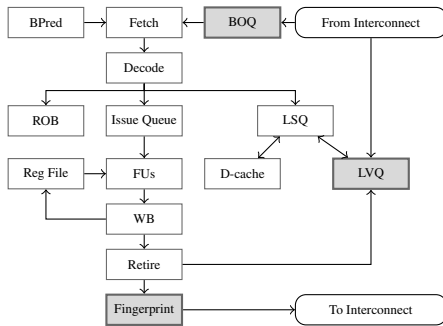 BPred
Fetch
BOQ
From Interconnect
Decode
ROB
Issue Queue
LSQ
Reg File
FUs
D-cache
LVQ
WB
Retire
Fingerprint
To Interconnect